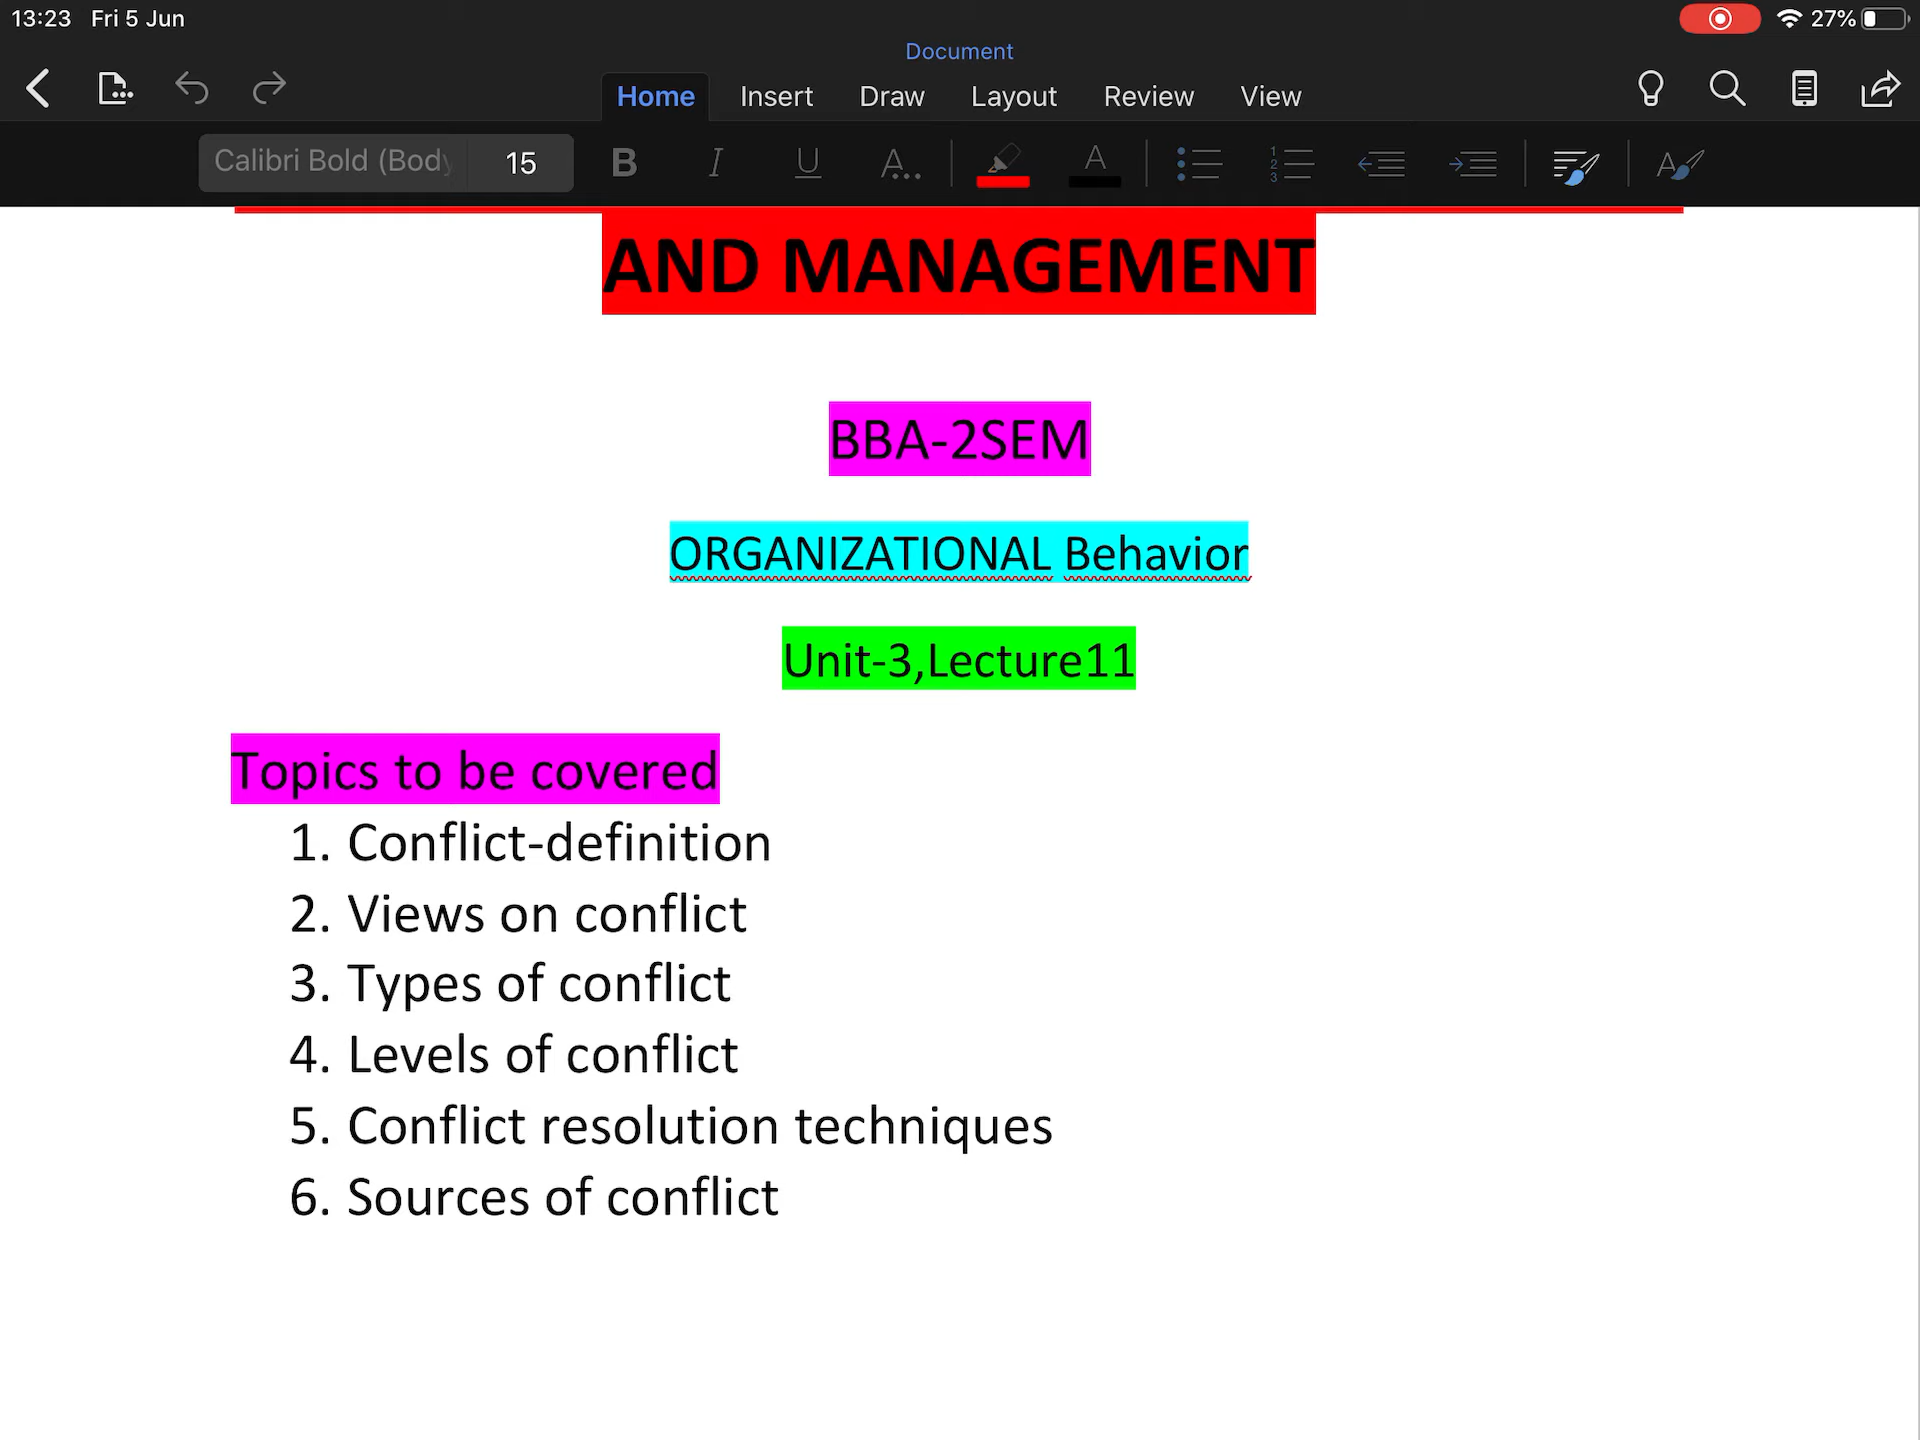 13:23 Fri 5 Jun
27%
Document
Home Insert Draw Layout Review View
Calibri Bold (Body 15 B I U A...
AND MANAGEMENT
BBA-2SEM
ORGANIZATIONAL Behavior
Unit-3,Lecture11
Topics to be covered
1. Conflict-definition
2. Views on conflict
3. Types of conflict
4. Levels of conflict
5. Conflict resolution techniques
6. Sources of conflict